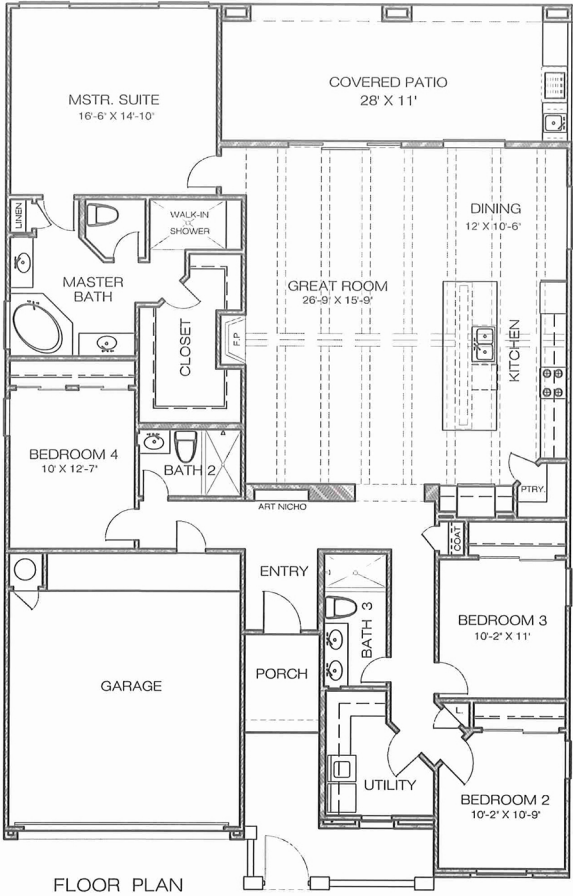 COVERED PATIO
28' X 11'
MSTR. SUITE
16'-6" X 14'-10"
LINEN
WALK-IN
SHOWER
DINING
12' X 10'-6"
MASTER
BATH
GREAT ROOM
26'-9" X 15'-9"
CLOSET
F.P.
KITCHEN
BEDROOM 4
10' X 12'-7"
BATH 2
PTRY.
ART NICHO
COAT
ENTRY
BATH 3
BEDROOM 3
10'-2" X 11'
GARAGE
PORCH
L.
UTILITY
BEDROOM 2
10'-2" X 10'-9"
FLOOR PLAN